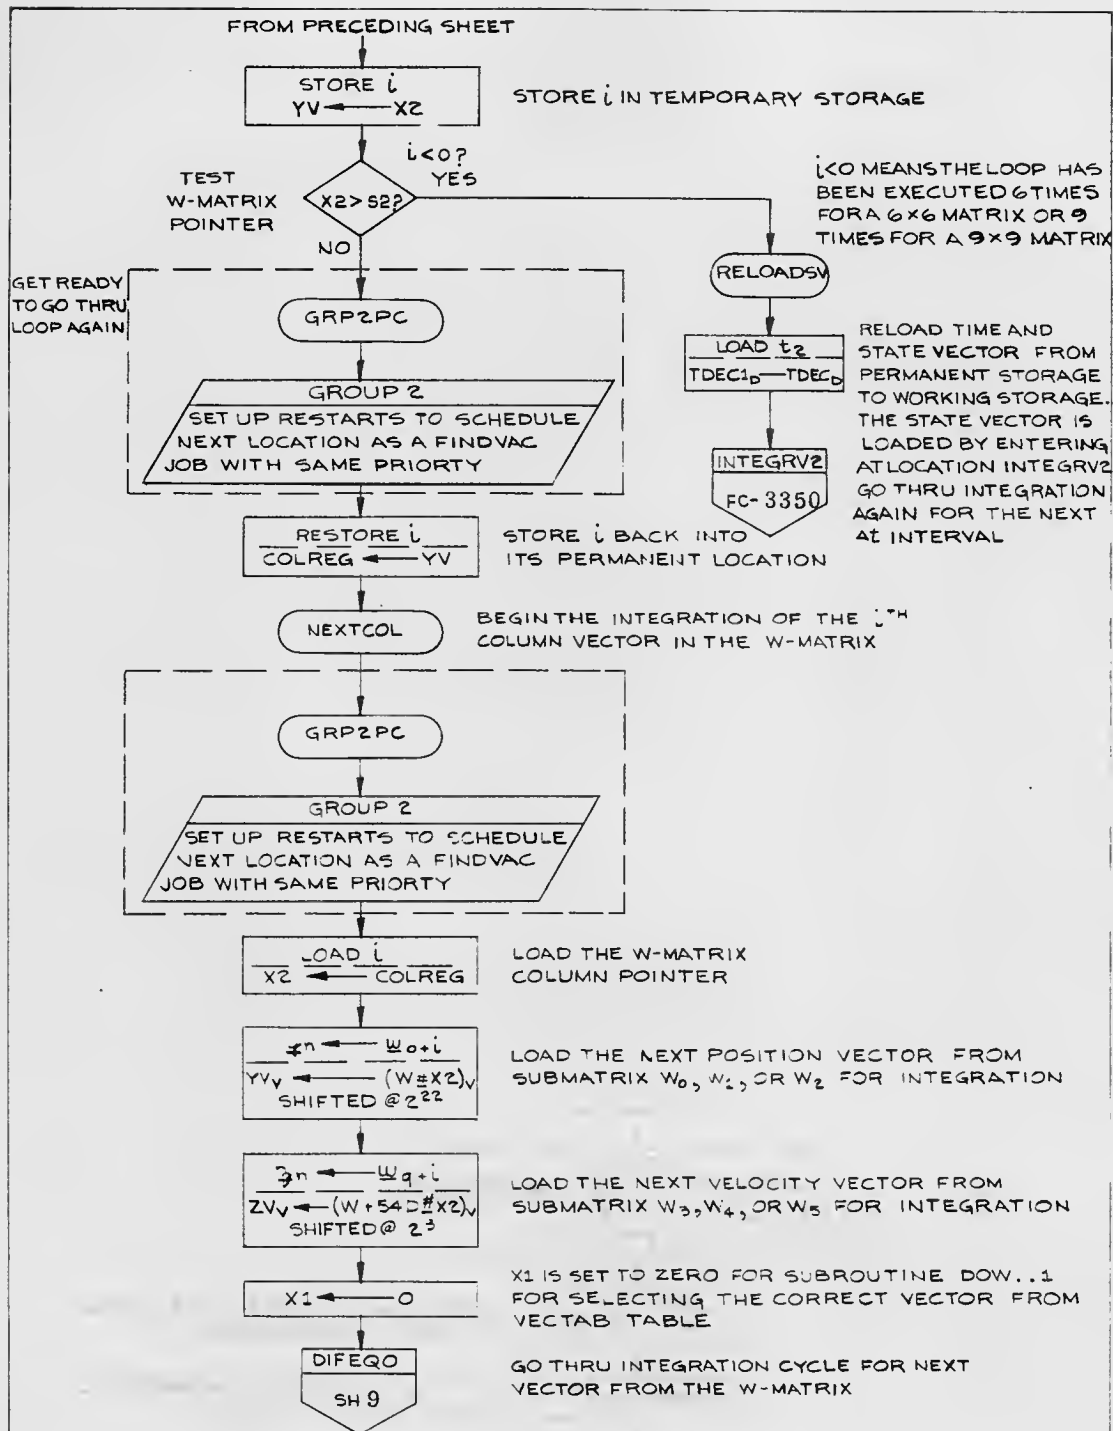 FROM PRECEDING SHEET
STORE i
YV ← X2
STORE i IN TEMPORARY STORAGE
i<0?
YES
TEST
W-MATRIX
POINTER
X2>S2?
NO
i<0 MEANS THE LOOP HAS
BEEN EXECUTED 6 TIMES
FOR A 6×6 MATRIX OR 9
TIMES FOR A 9×9 MATRIX
RELOADSV
GET READY
TO GO THRU
LOOP AGAIN
GRP2PC
GROUP 2
SET UP RESTARTS TO SCHEDULE
NEXT LOCATION AS A FINDVAC
JOB WITH SAME PRIORTY
LOAD t2
TDEC1D — TDECD
INTEGRV2
FC-3350
RELOAD TIME AND
STATE VECTOR FROM
PERMANENT STORAGE
TO WORKING STORAGE.
THE STATE VECTOR IS
LOADED BY ENTERING
AT LOCATION INTEGRV2
GO THRU INTEGRATION
AGAIN FOR THE NEXT
Δt INTERVAL
RESTORE i
COLREG ← YV
STORE i BACK INTO
ITS PERMANENT LOCATION
NEXTCOL
BEGIN THE INTEGRATION OF THE iTH
COLUMN VECTOR IN THE W-MATRIX
GRP2PC
GROUP 2
SET UP RESTARTS TO SCHEDULE
NEXT LOCATION AS A FINDVAC
JOB WITH SAME PRIORTY
LOAD i
X2 ← COLREG
LOAD THE W-MATRIX
COLUMN POINTER
n ← W0+i
YVV ← (W#X2)V
SHIFTED @ 2^22
LOAD THE NEXT POSITION VECTOR FROM
SUBMATRIX W0, W1, OR W2 FOR INTEGRATION
3n ← W9+i
ZVV ← (W+54D#X2)V
SHIFTED @ 2^3
LOAD THE NEXT VELOCITY VECTOR FROM
SUBMATRIX W3, W4, OR W5 FOR INTEGRATION
X1 ← 0
X1 IS SET TO ZERO FOR SUBROUTINE DOW..1
FOR SELECTING THE CORRECT VECTOR FROM
VECTAB TABLE
DIFEQ0
SH 9
GO THRU INTEGRATION CYCLE FOR NEXT
VECTOR FROM THE W-MATRIX